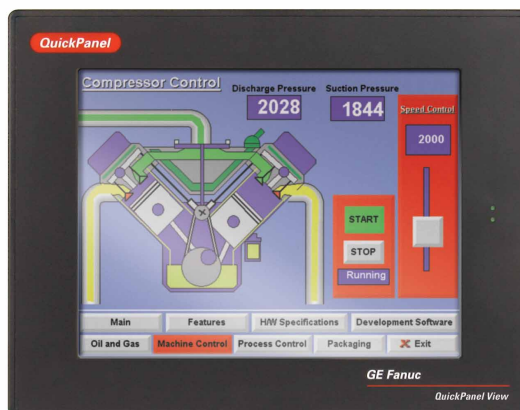 QuickPanel
Compressor Control
Discharge Pressure
Suction Pressure
2028
1844
Speed Control
2000
START
STOP
Running
Main
Features
H/W Specifications
Development Software
Oil and Gas
Machine Control
Process Control
Packaging
Exit
GE Fanuc
QuickPanel View